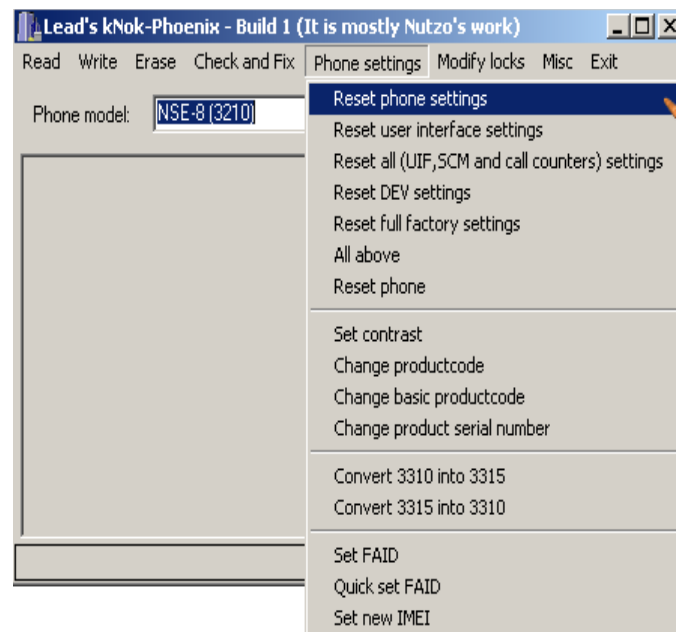 Lead's kNok-Phoenix - Build 1 (It is mostly Nutzo's work)
Read Write Erase Check and Fix Phone settings Modify locks Misc Exit
Phone model: NSE-8 (3210)
Reset phone settings
Reset user interface settings
Reset all (UIF,SCM and call counters) settings
Reset DEV settings
Reset full factory settings
All above
Reset phone
Set contrast
Change productcode
Change basic productcode
Change product serial number
Convert 3310 into 3315
Convert 3315 into 3310
Set FAID
Quick set FAID
Set new IMEI